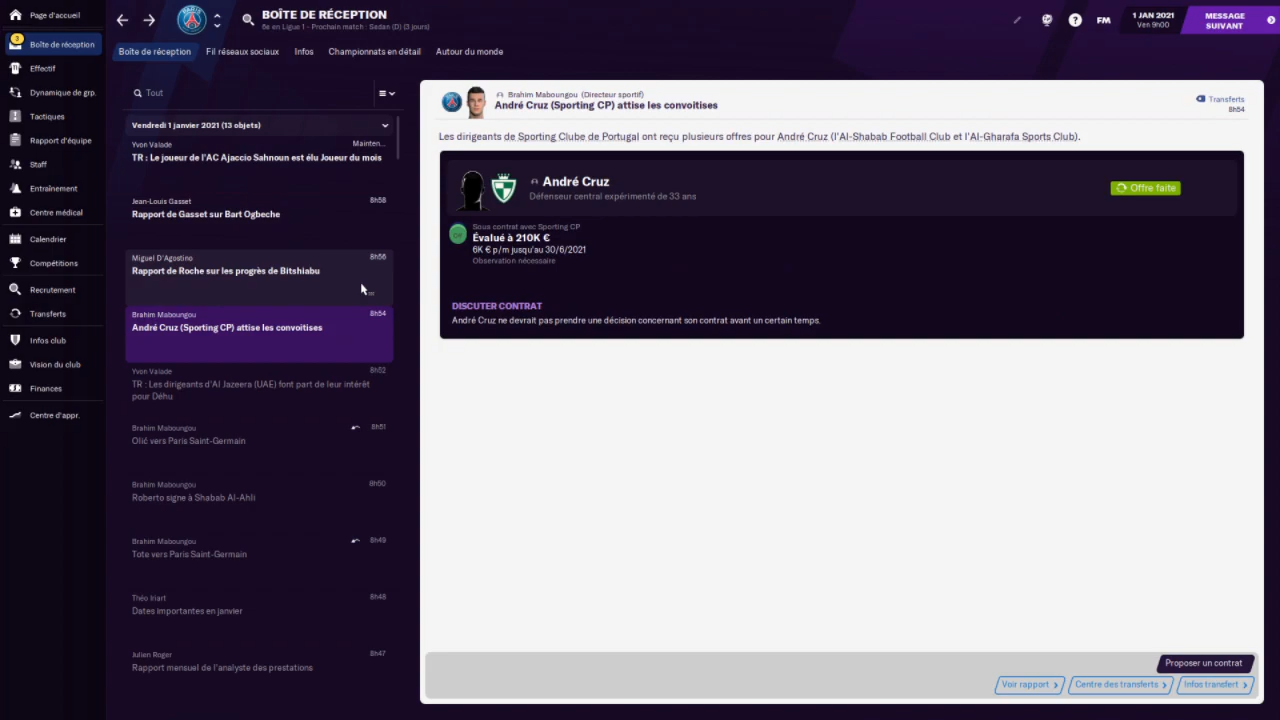 Page d'accueil
3
Boîte de réception
Effectif
Dynamique de grp.
Tactiques
Rapport d'équipe
Staff
Entraînement
Centre médical
Calendrier
Compétitions
Recrutement
Transferts
Infos club
Vision du club
Finances
Centre d'appr.
BOÎTE DE RÉCEPTION
6e en Ligue 1 - Prochain match : Sedan (D) (3 jours)
FM
1 JAN 2021
Ven 9h00
MESSAGE
SUIVANT
Boîte de réception
Fil réseaux sociaux
Infos
Championnats en détail
Autour du monde
Tout
Vendredi 1 janvier 2021 (13 objets)
Yvon Valade
Mainten...
TR : Le joueur de l'AC Ajaccio Sahnoun est élu Joueur du mois
Jean-Louis Gasset
8h58
Rapport de Gasset sur Bart Ogbeche
Miguel D'Agostino
8h56
Rapport de Roche sur les progrès de Bitshiabu
Brahim Maboungou
8h54
André Cruz (Sporting CP) attise les convoitises
Yvon Valade
8h52
TR : Les dirigeants d'Al Jazeera (UAE) font part de leur intérêt
pour Déhu
Brahim Maboungou
8h51
Olić vers Paris Saint-Germain
Brahim Maboungou
8h50
Roberto signe à Shabab Al-Ahli
Brahim Maboungou
8h49
Tote vers Paris Saint-Germain
Théo Iriart
8h48
Dates importantes en janvier
Julien Roger
8h47
Rapport mensuel de l'analyste des prestations
Brahim Maboungou (Directeur sportif)
André Cruz (Sporting CP) attise les convoitises
Transferts
8h54
Les dirigeants de Sporting Clube de Portugal ont reçu plusieurs offres pour André Cruz (l'Al-Shabab Football Club et l'Al-Gharafa Sports Club).
André Cruz
Défenseur central expérimenté de 33 ans
Offre faite
Sous contrat avec Sporting CP
Évalué à 210K €
6K € p/m jusqu'au 30/6/2021
Observation nécessaire
DISCUTER CONTRAT
André Cruz ne devrait pas prendre une décision concernant son contrat avant un certain temps.
Proposer un contrat
Voir rapport
Centre des transferts
Infos transfert